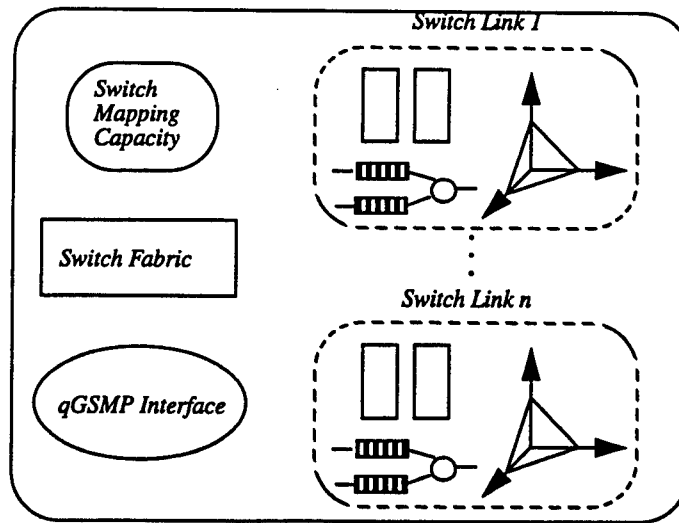 Switch Link 1
Switch
Mapping
Capacity
Switch Fabric
Switch Link n
qGSMP Interface